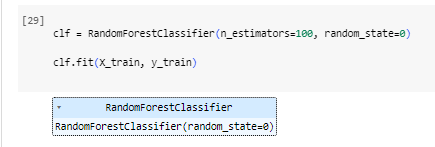 [29]
clf = RandomForestClassifier(n_estimators=100, random_state=0)
clf.fit(X_train, y_train)
RandomForestClassifier
RandomForestClassifier(random_state=0)